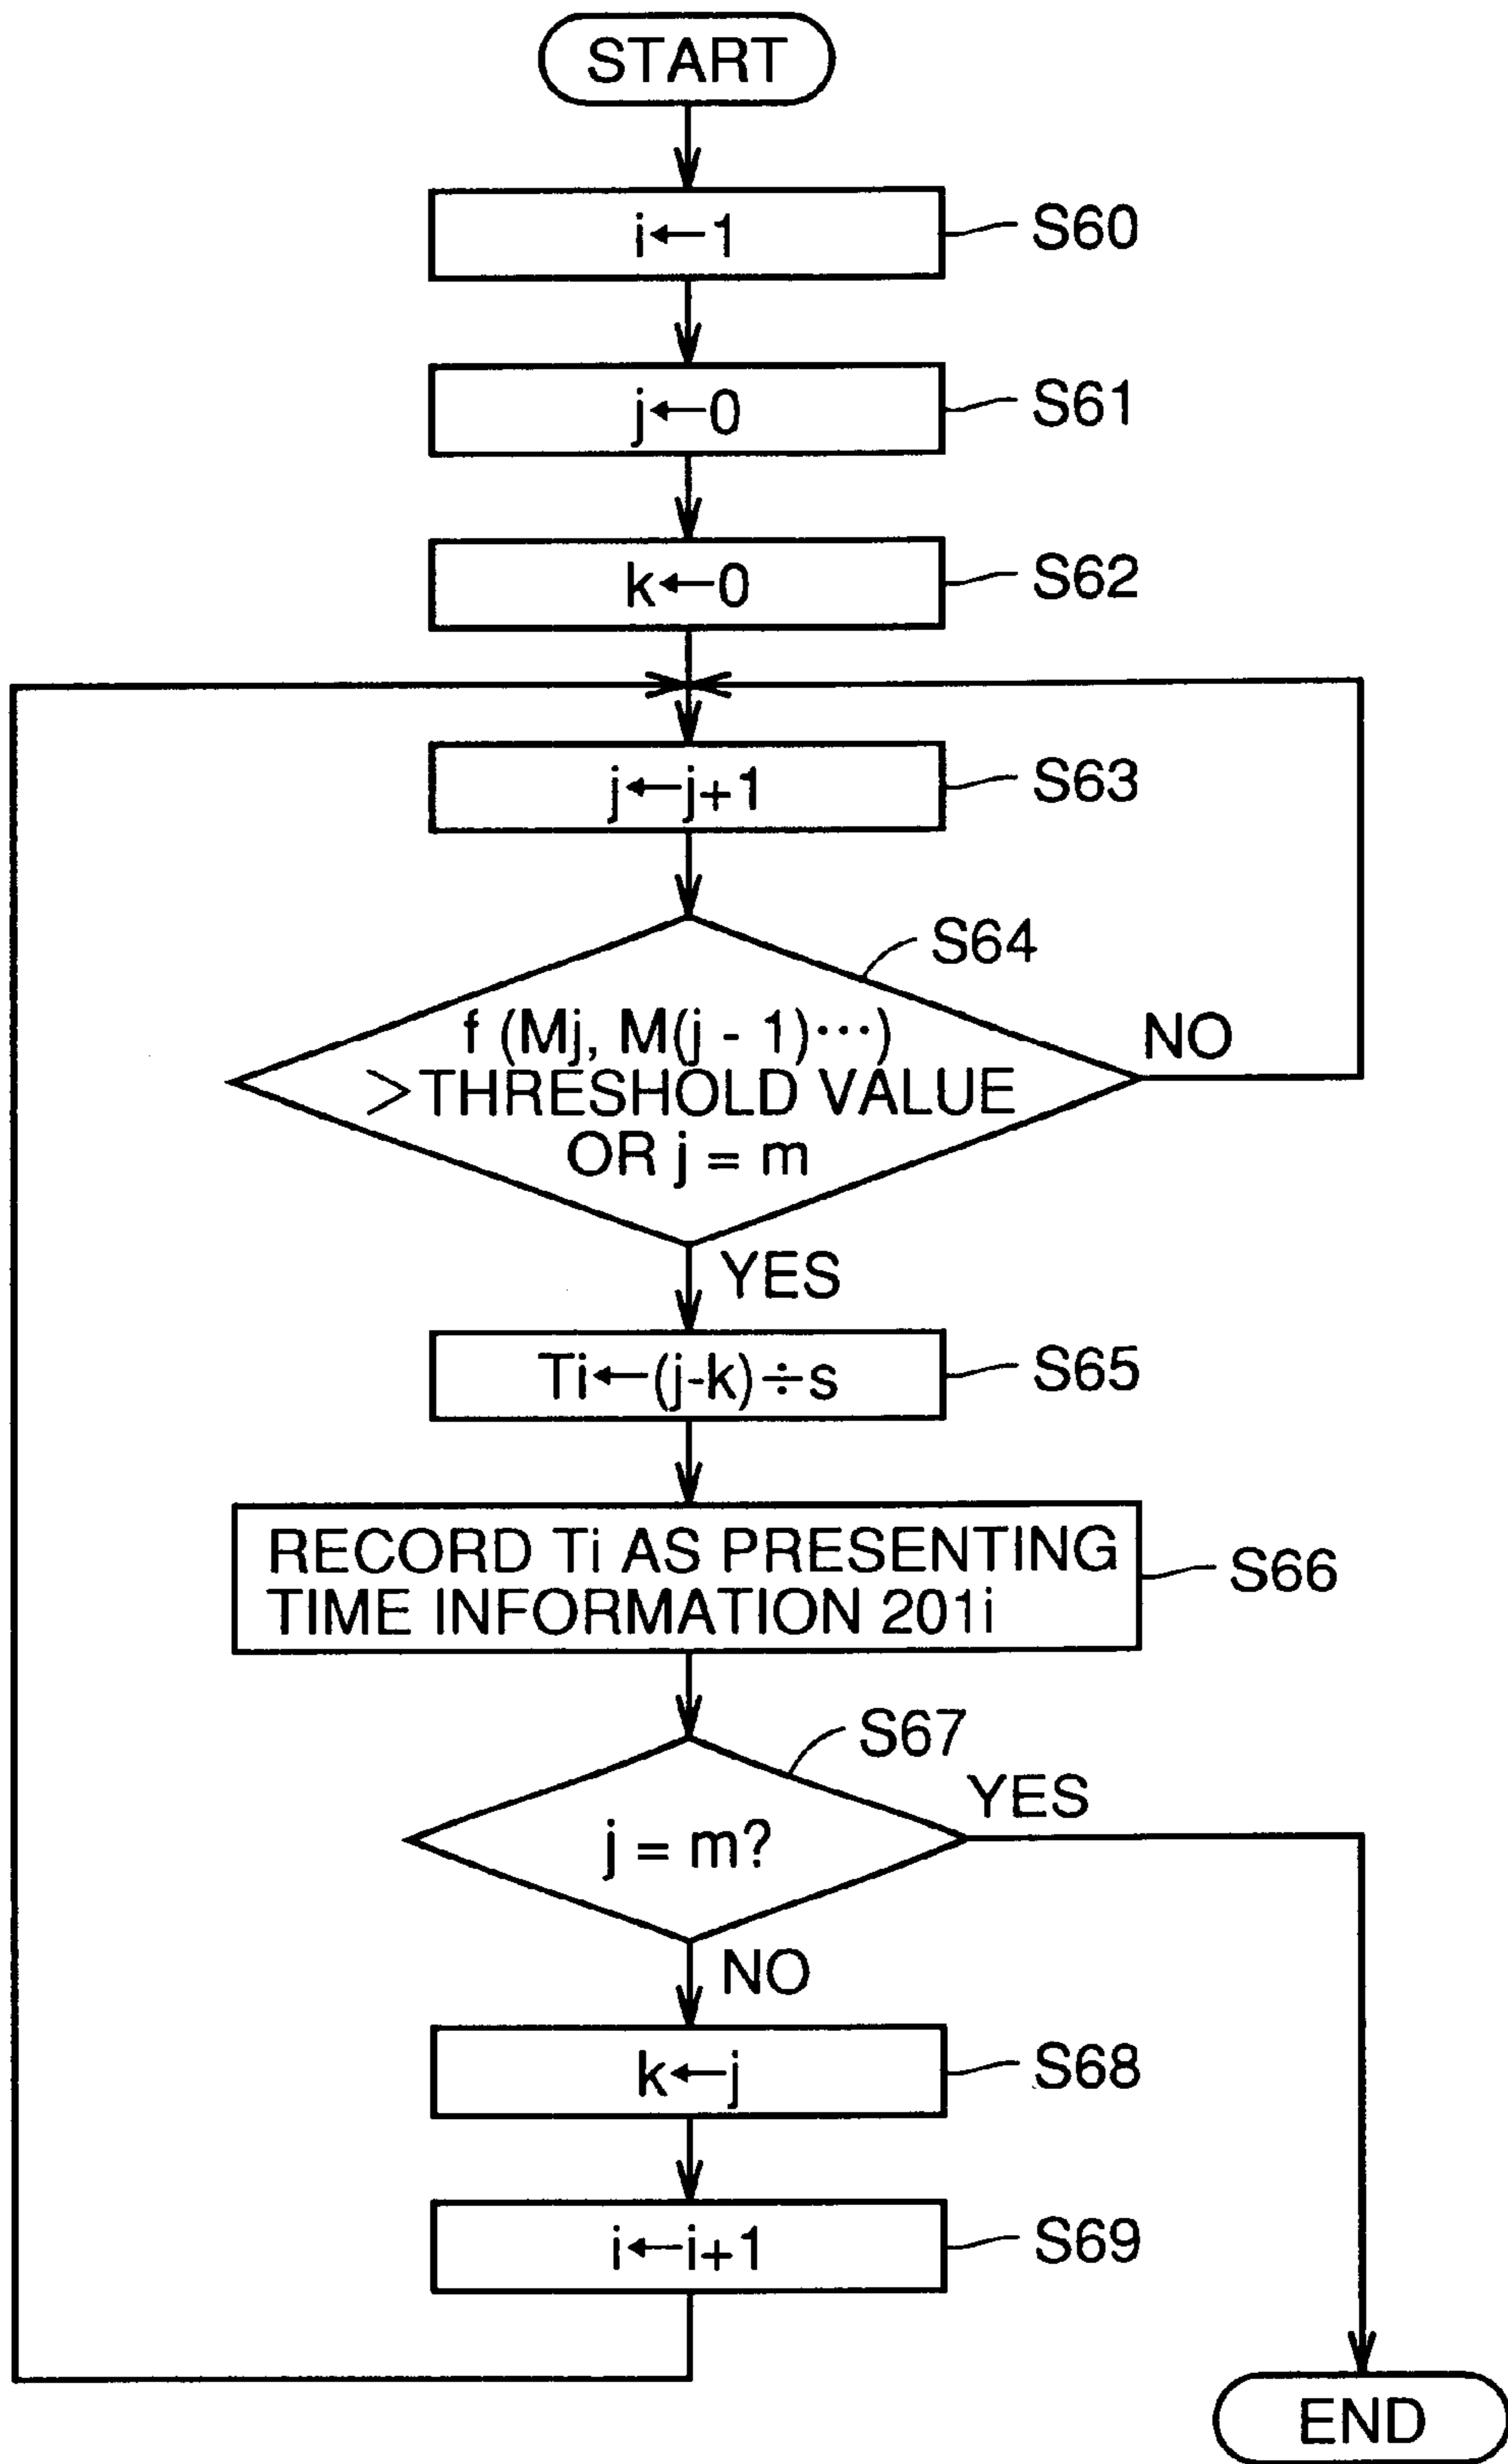 START
i←1
S60
j←0
S61
k←0
S62
j←j+1
S63
S64
f (Mj, M(j - 1)⋯)
>THRESHOLD VALUE
OR j = m
NO
YES
Ti←(j-k)÷s
S65
RECORD Ti AS PRESENTING
TIME INFORMATION 201i
S66
S67
j = m?
YES
NO
k←j
S68
i←i+1
S69
END